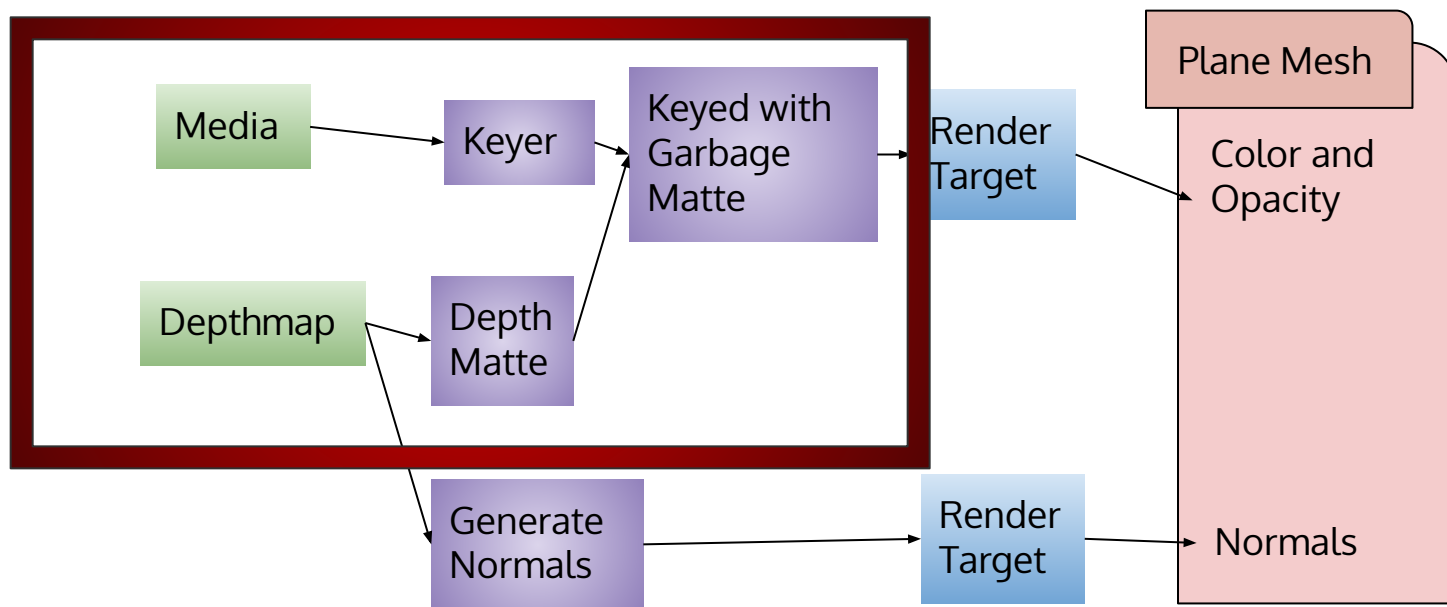 Media
Keyer
Keyed with
Garbage
Matte
Render
Target
Plane Mesh
Color and
Opacity
Depthmap
Depth
Matte
Generate
Normals
Render
Target
Normals